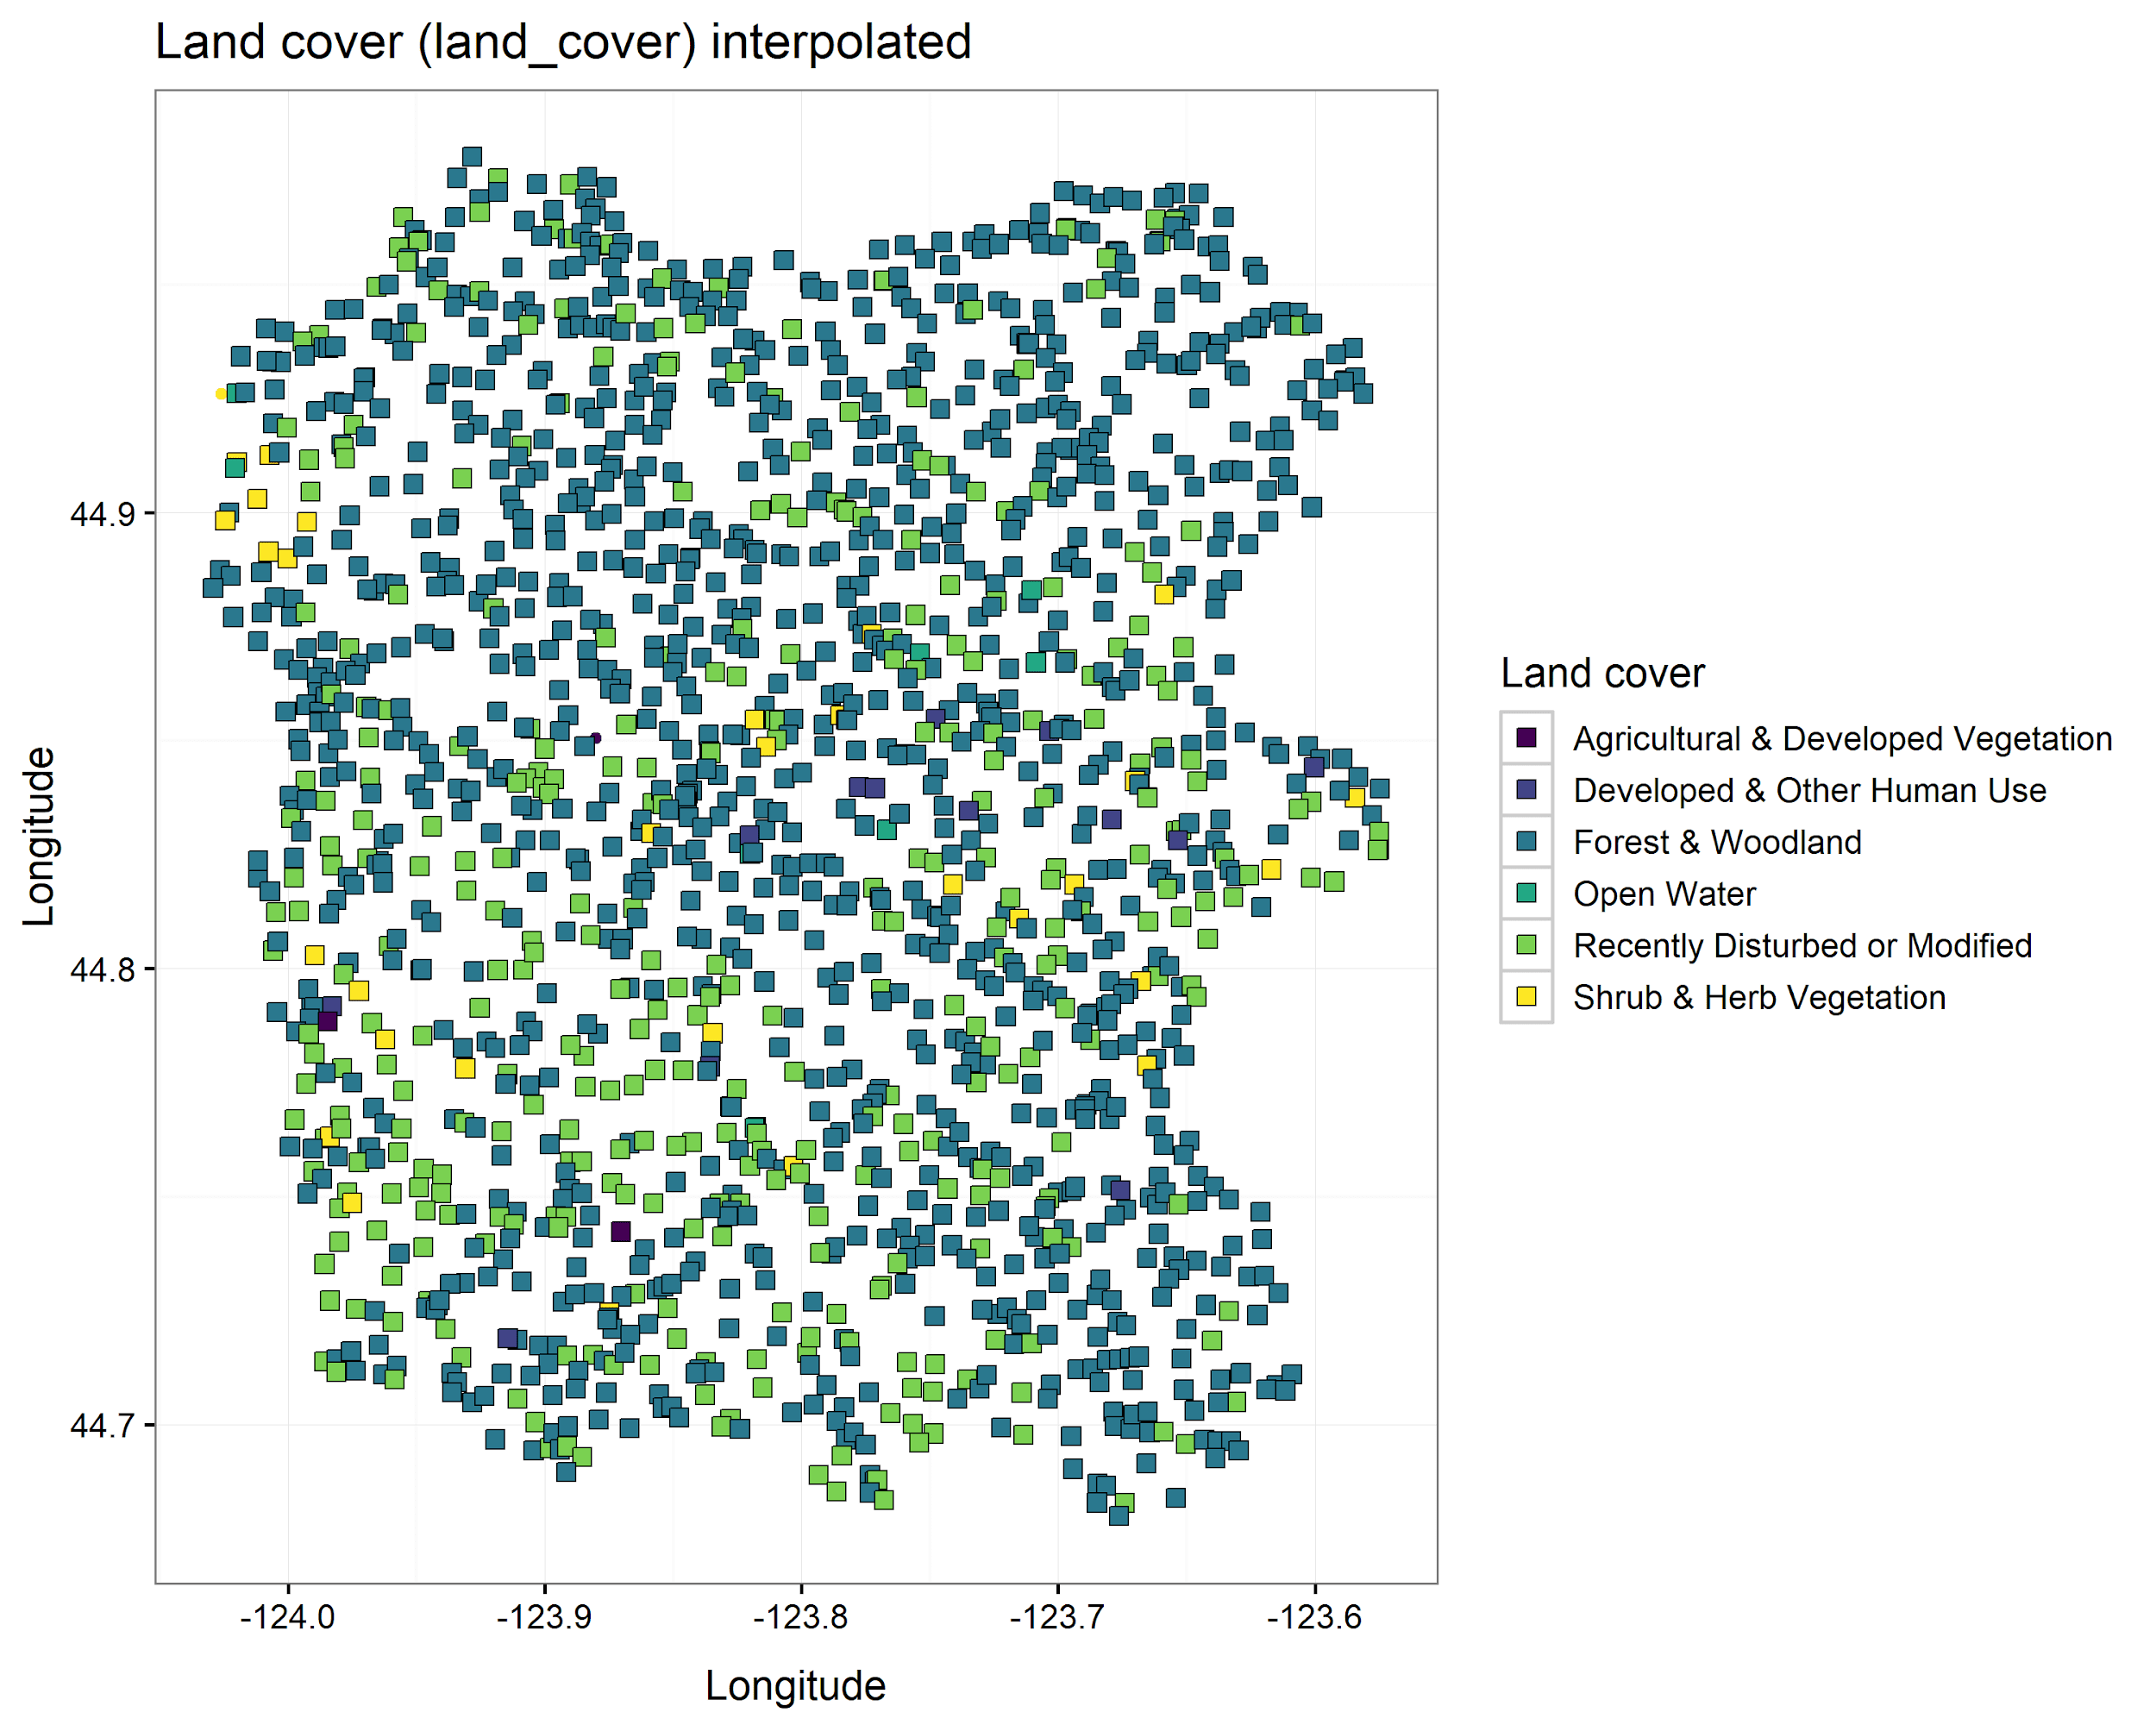 Land cover (land_cover) interpolated
Longitude
44.9
44.8
44.7
-124.0
-123.9
-123.8
-123.7
-123.6
Longitude
Land cover
Agricultural & Developed Vegetation
Developed & Other Human Use
Forest & Woodland
Open Water
Recently Disturbed or Modified
Shrub & Herb Vegetation